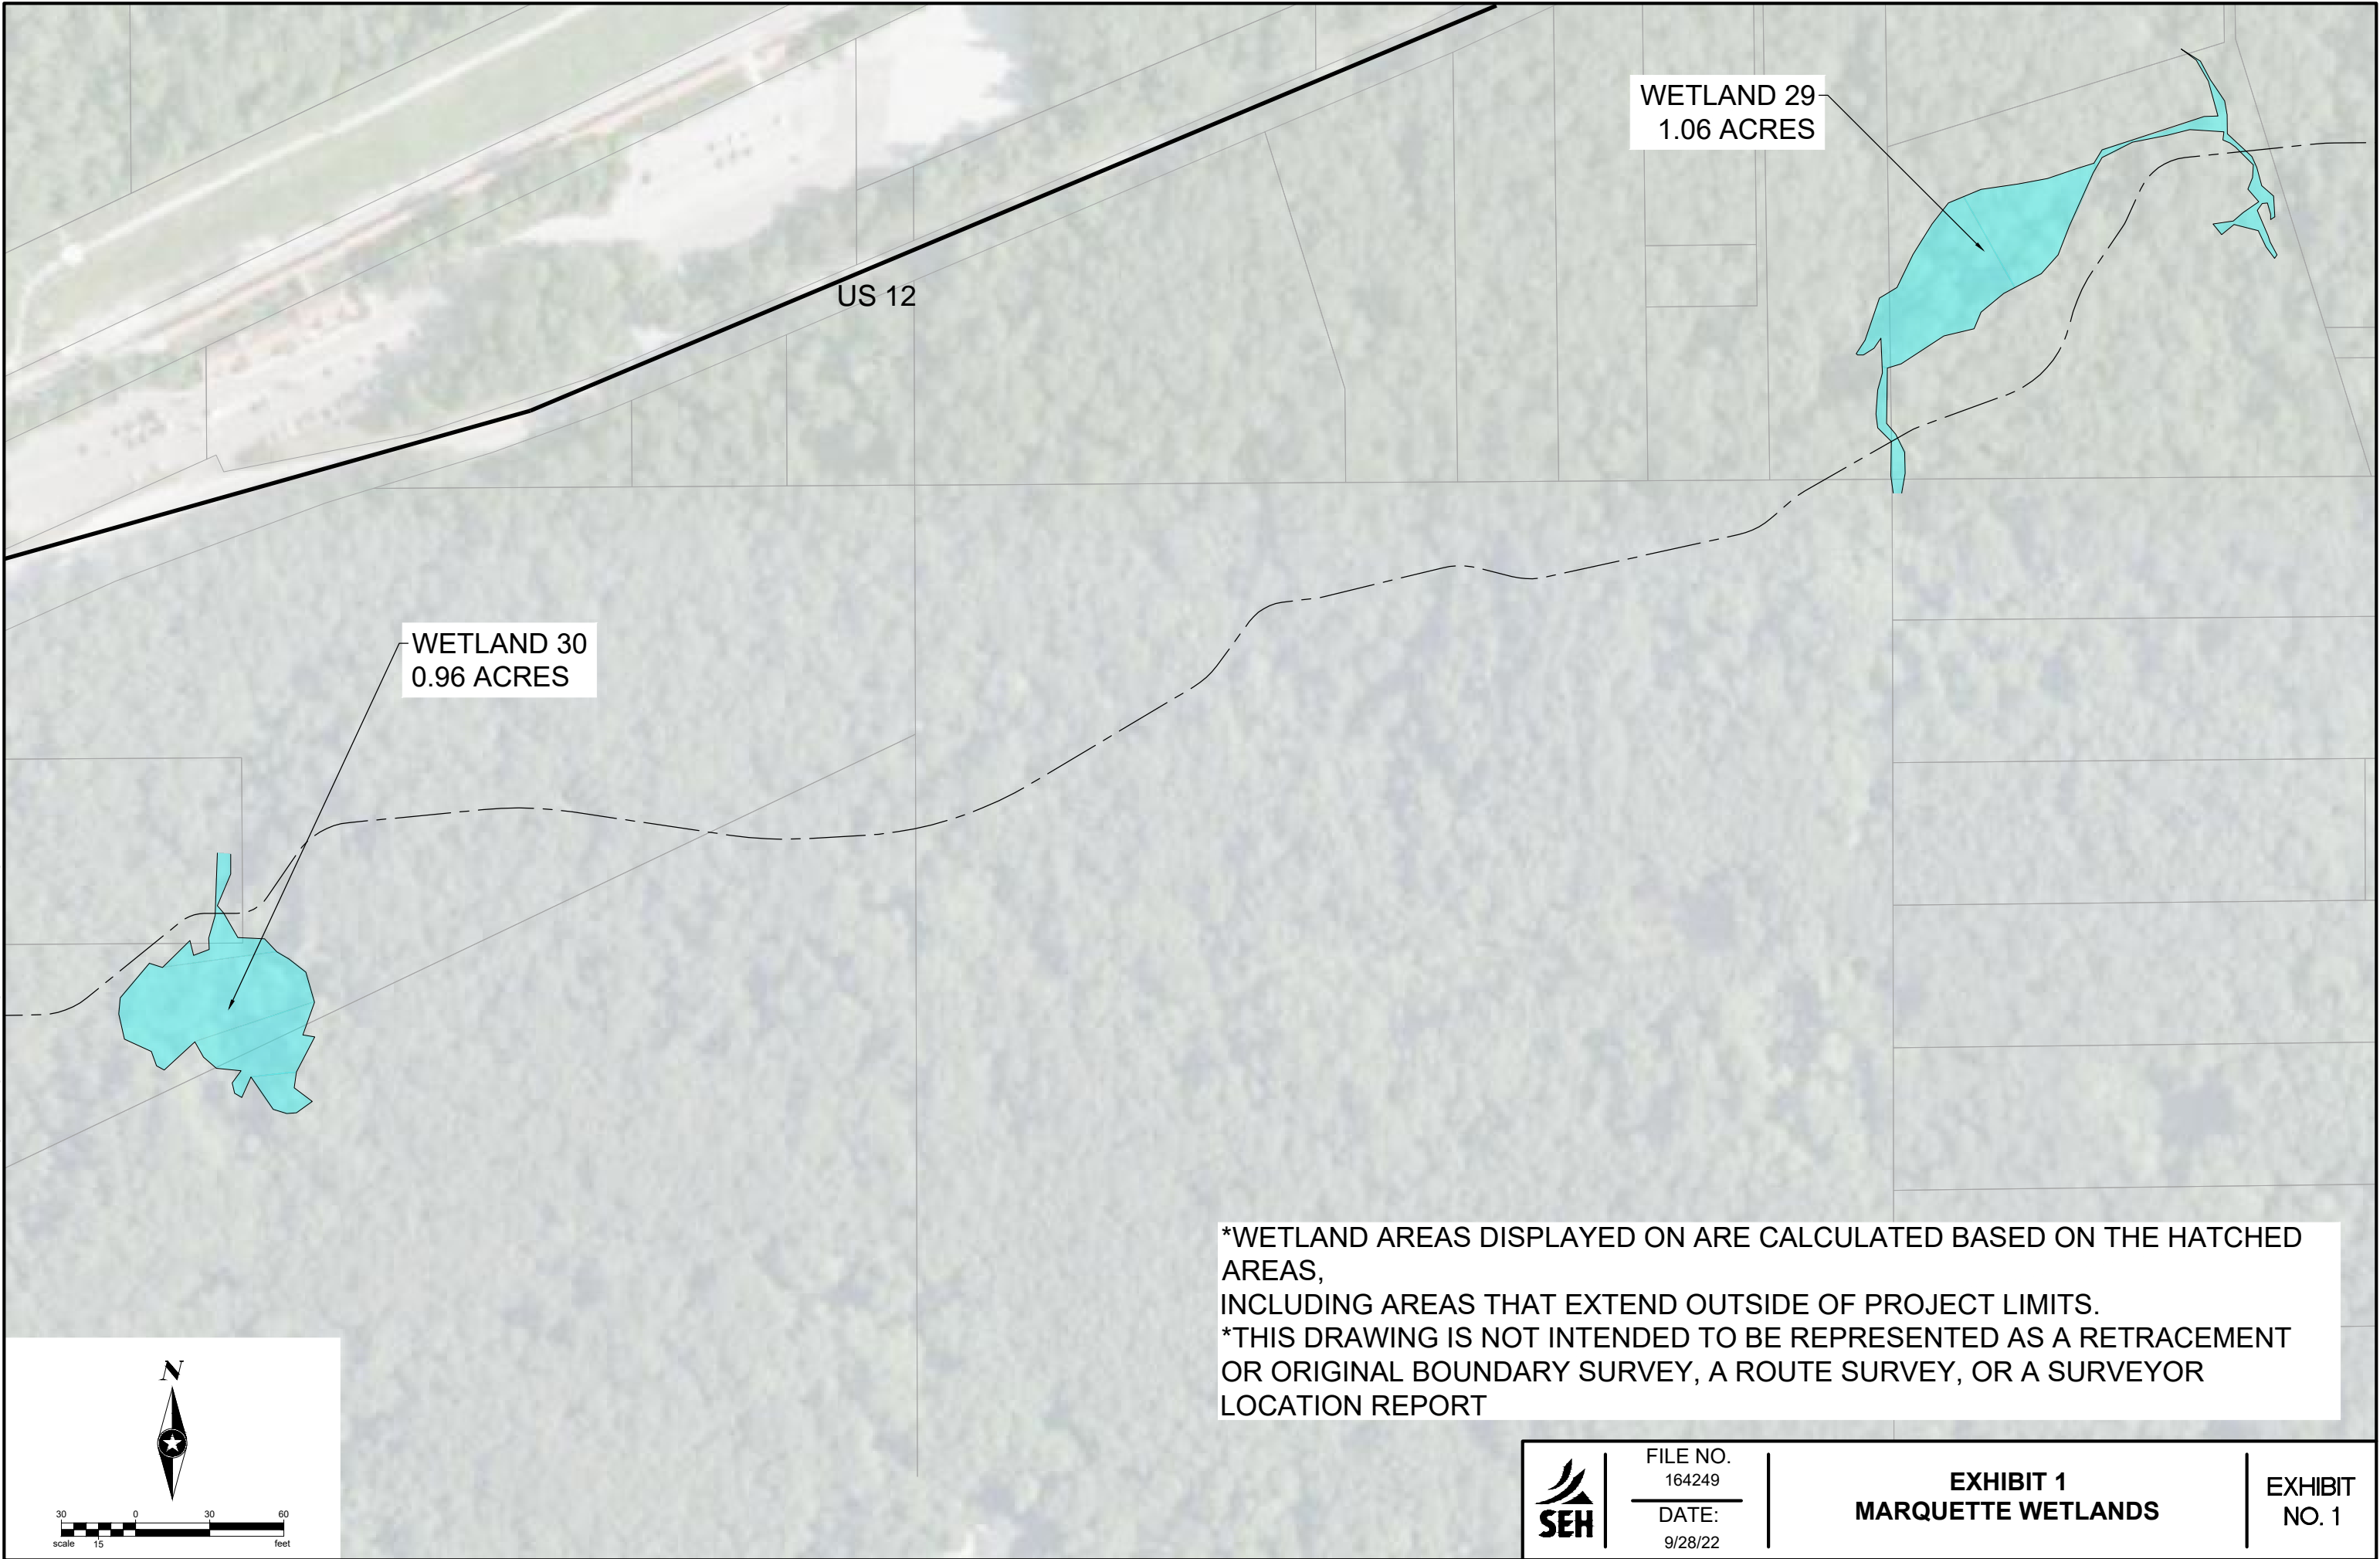 WETLAND 29
1.06 ACRES
US 12
WETLAND 30
0.96 ACRES
*WETLAND AREAS DISPLAYED ON ARE CALCULATED BASED ON THE HATCHED
AREAS,
INCLUDING AREAS THAT EXTEND OUTSIDE OF PROJECT LIMITS.
*THIS DRAWING IS NOT INTENDED TO BE REPRESENTED AS A RETRACEMENT
OR ORIGINAL BOUNDARY SURVEY, A ROUTE SURVEY, OR A SURVEYOR
LOCATION REPORT
N
30 0 30 60
scale 15 feet
SEH
FILE NO.
164249
DATE:
9/28/22
EXHIBIT 1
MARQUETTE WETLANDS
EXHIBIT
NO. 1